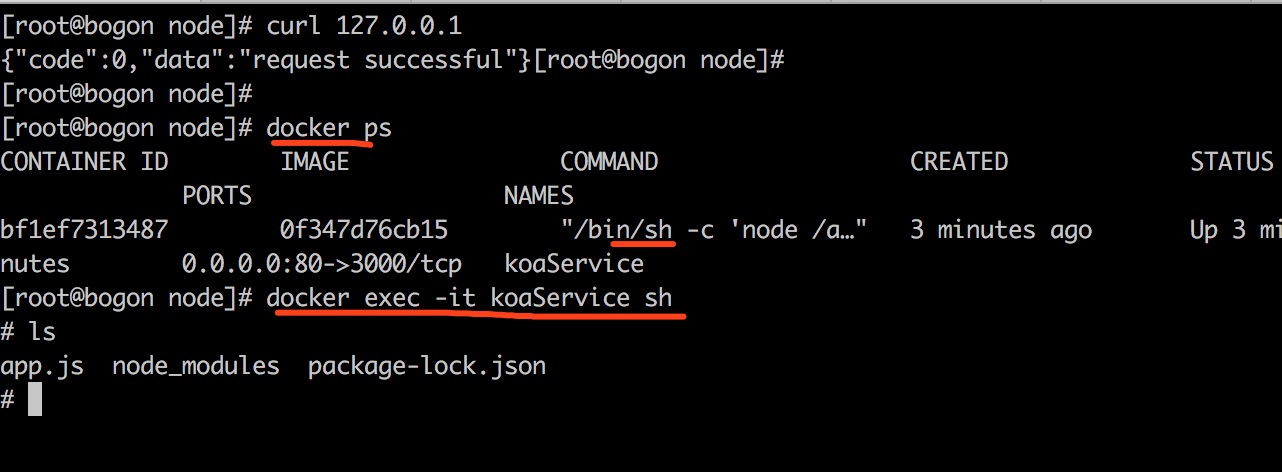 [root@bogon node]# curl 127.0.0.1
{"code":0,"data":"request successful"}[root@bogon node]#
[root@bogon node]#
[root@bogon node]# docker ps
CONTAINER ID        IMAGE               COMMAND                  CREATED             STATUS
             PORTS                  NAMES
bf1ef7313487        0f347d76cb15        "/bin/sh -c 'node /a…"   3 minutes ago       Up 3 mi
nutes        0.0.0.0:80->3000/tcp   koaService
[root@bogon node]# docker exec -it koaService sh
# ls
app.js  node_modules  package-lock.json
#